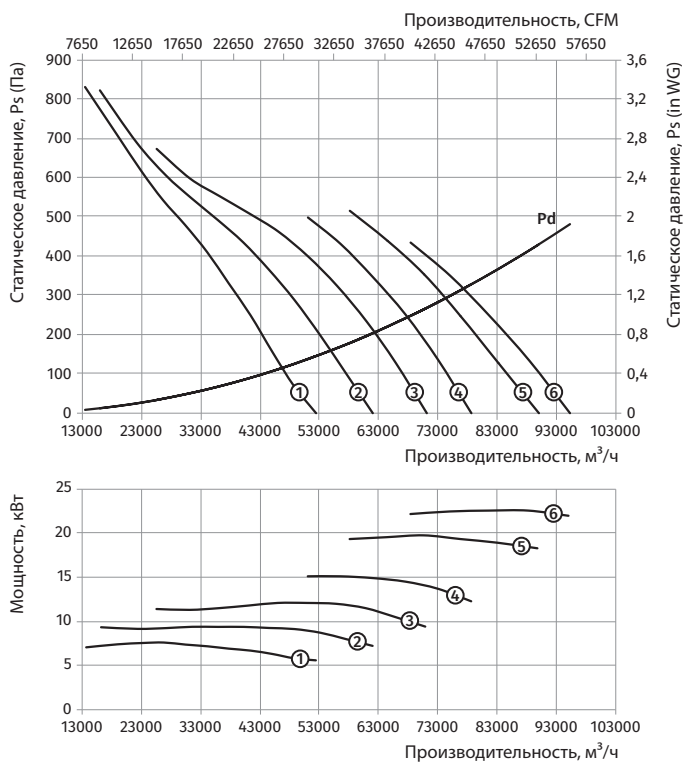 Производительность, CFM
7650 12650 17650 22650 27650 32650 37650 42650 47650 52650 57650
Статическое давление, Ps (Па)
900
800
700
600
500
400
300
200
100
0
3,6
3,2
2,8
2,4
2
1,6
1,2
0,8
0,4
0
Статическое давление, Ps (in WG)
Pd
1 2 3 4 5 6
13000 23000 33000 43000 53000 63000 73000 83000 93000 103000
Производительность, м³/ч
Мощность, кВт
25
20
15
10
5
0
6
5
4
3
2
1
13000 23000 33000 43000 53000 63000 73000 83000 93000 103000
Производительность, м³/ч